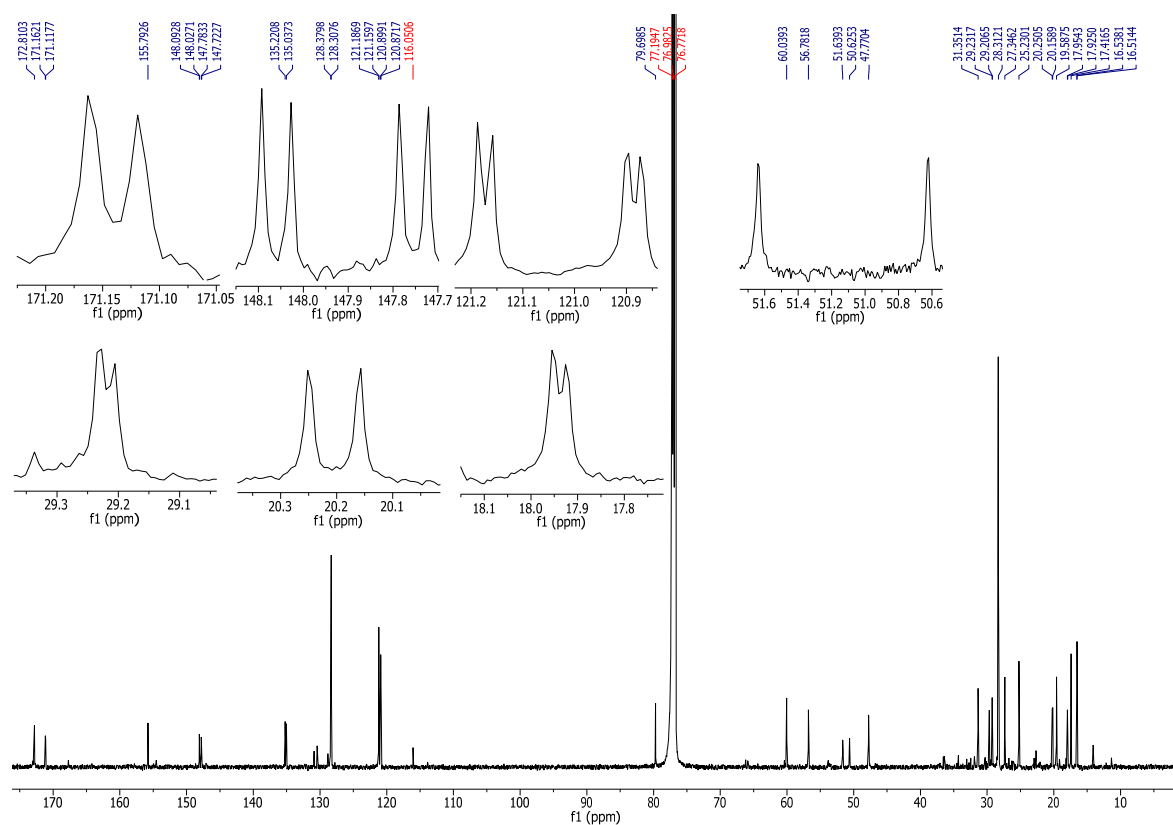 172.8103
171.1621
171.1177
155.7926
148.0928
148.0271
147.7833
147.7227
135.2208
135.0373
128.3798
128.3076
121.1869
121.1597
120.8991
120.8717
116.0506
79.6985
77.1947
76.9825
76.7718
60.0393
56.7818
51.6393
50.6253
47.7704
31.3514
29.2317
29.2065
28.3121
27.3462
25.2301
20.2505
20.1589
19.5875
17.9543
17.9250
17.4165
16.5381
16.5144
171.20 171.15 171.10 171.05
f1 (ppm)
148.1 148.0 147.9 147.8 147.7
f1 (ppm)
121.2 121.1 121.0 120.9
f1 (ppm)
51.6 51.4 51.2 51.0 50.8 50.6
f1 (ppm)
29.3 29.2 29.1
f1 (ppm)
20.3 20.2 20.1
f1 (ppm)
18.1 18.0 17.9 17.8
f1 (ppm)
170 160 150 140 130 120 110 100 90 80 70 60 50 40 30 20 10
f1 (ppm)